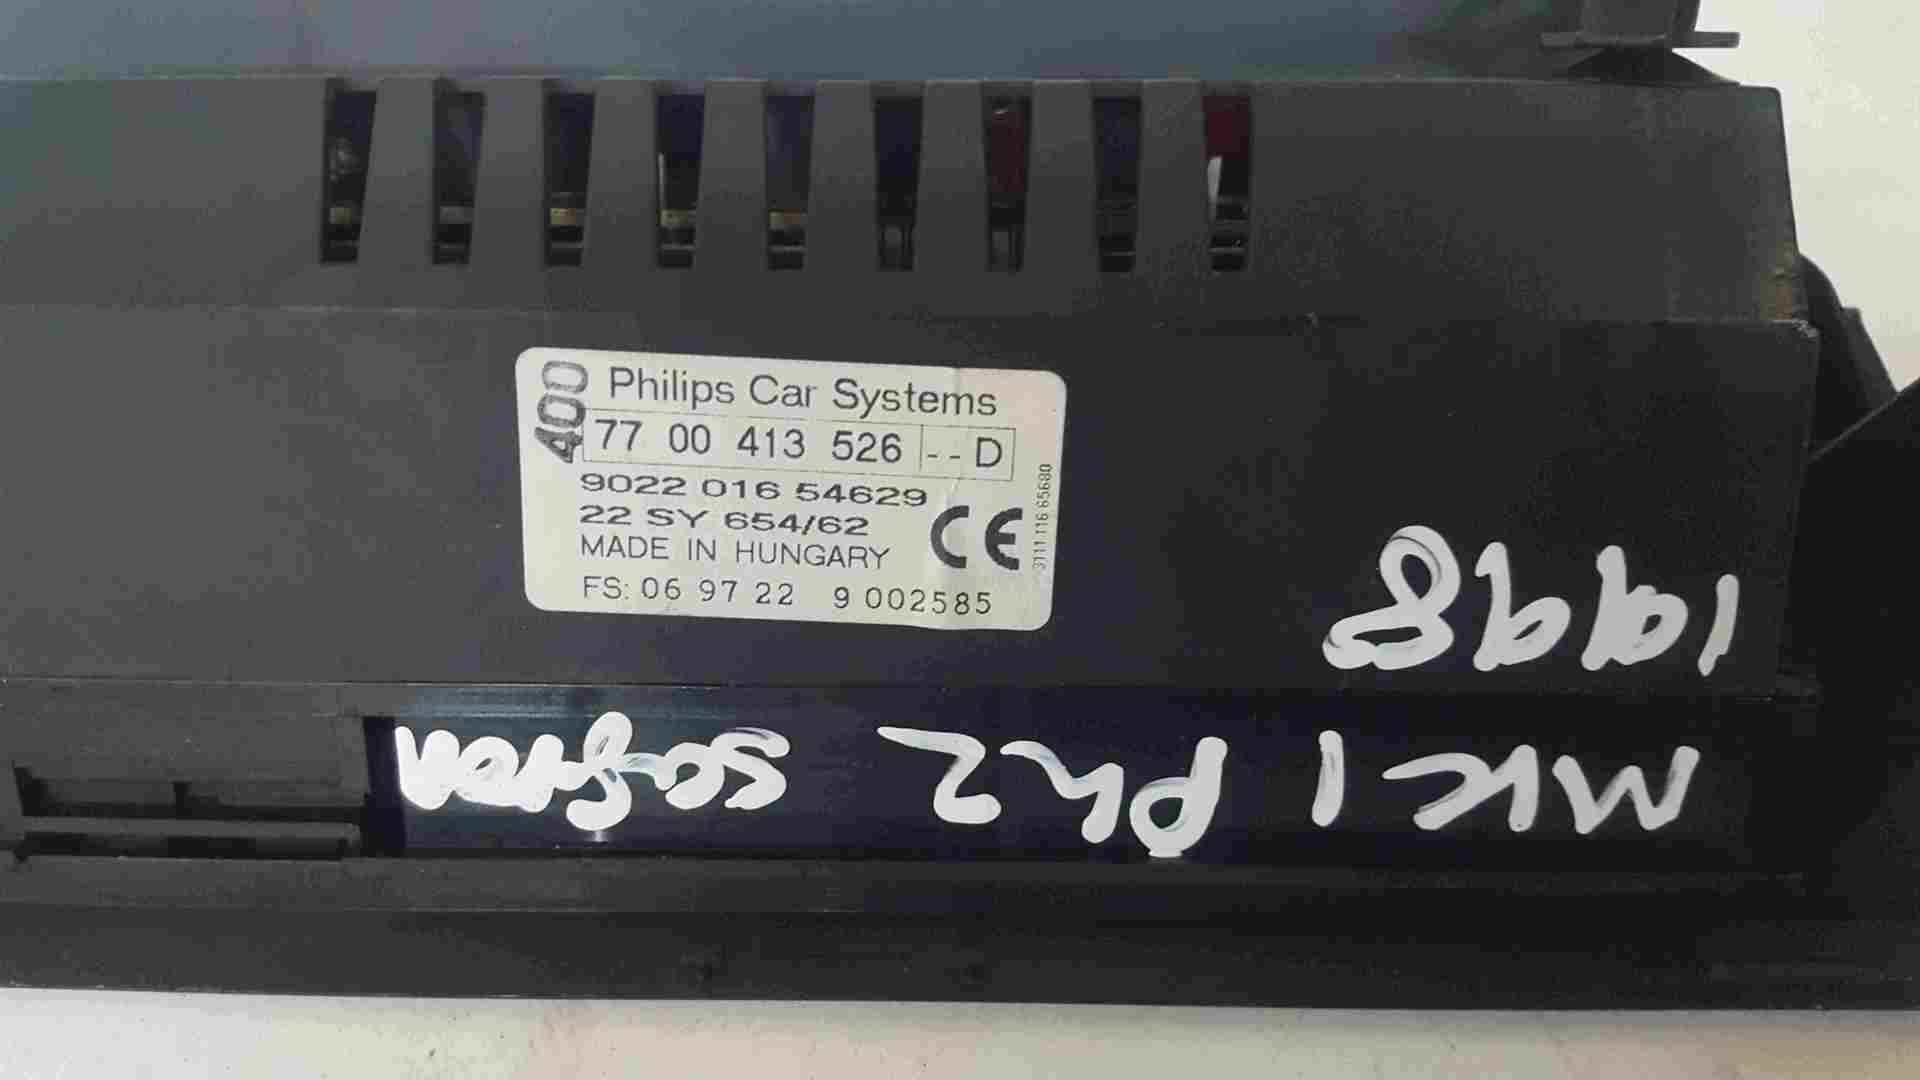 400
Philips Car Systems
77 00 413 526 -- D
9022 016 54629
22 SY 654/62
CE
MADE IN HUNGARY
FS: 06 97 22 9 002585
3111 116 65680
MK1 Ph2 Safren
1998